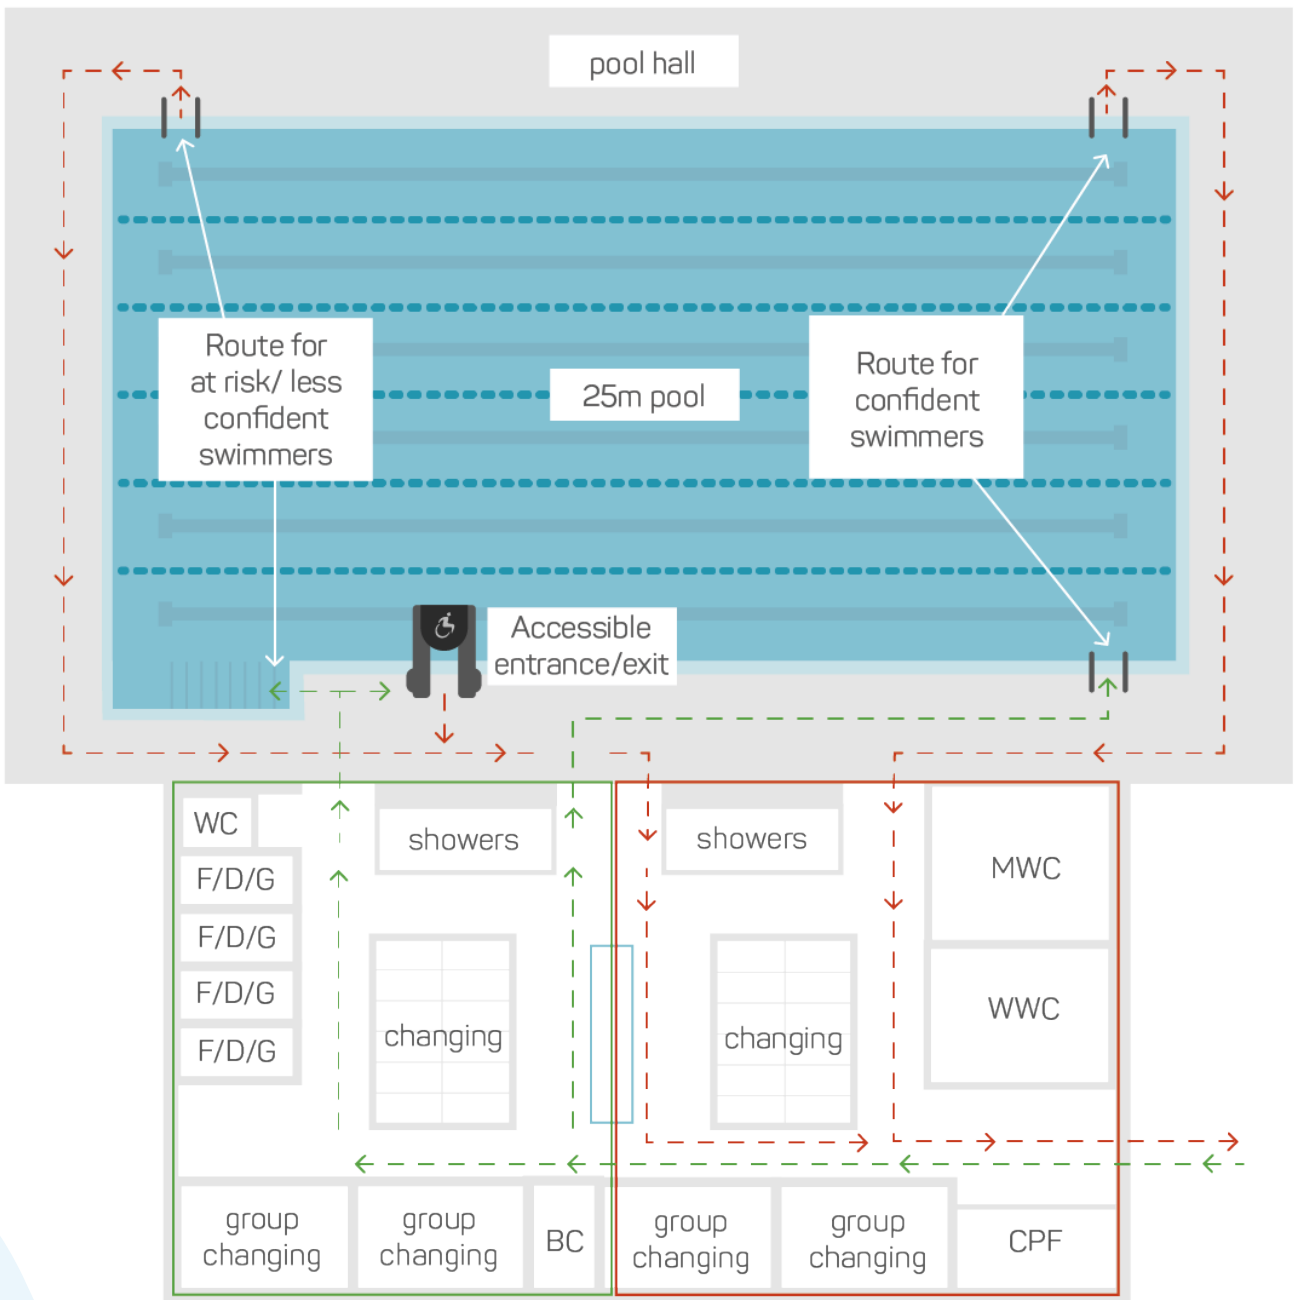 pool hall
Route for
at risk/ less
confident
swimmers
25m pool
Route for
confident
swimmers
Accessible
entrance/exit
WC
F/D/G
F/D/G
F/D/G
F/D/G
showers
changing
showers
changing
MWC
WWC
group
changing
group
changing
BC
group
changing
group
changing
CPF